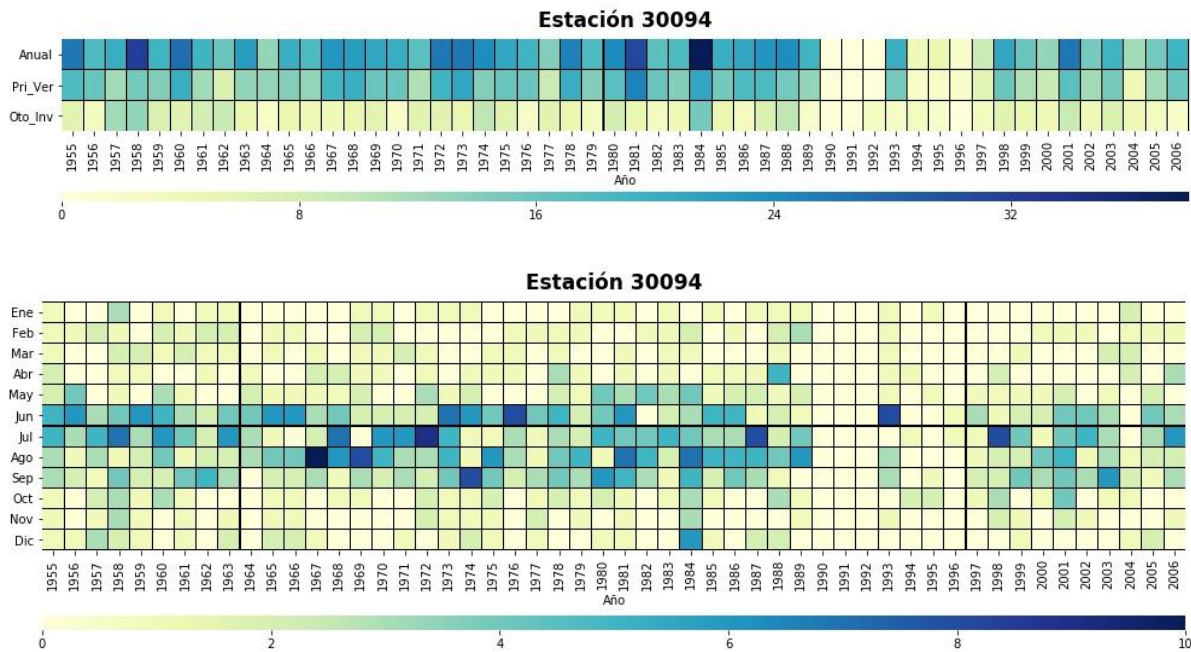 Estación 30094
Anual
Pri_Ver
Oto_Inv
1955 1956 1957 1958 1959 1960 1961 1962 1963 1964 1965 1966 1967 1968 1969 1970 1971 1972 1973 1974 1975 1976 1977 1978 1979 1980 1981 1982 1983 1984 1985 1986 1987 1988 1989 1990 1991 1992 1993 1994 1995 1996 1997 1998 1999 2000 2001 2002 2003 2004 2005 2006
Año
0 8 16 24 32
Estación 30094
Ene
Feb
Mar
Abr
May
Jun
Jul
Ago
Sep
Oct
Nov
Dic
1955 1956 1957 1958 1959 1960 1961 1962 1963 1964 1965 1966 1967 1968 1969 1970 1971 1972 1973 1974 1975 1976 1977 1978 1979 1980 1981 1982 1983 1984 1985 1986 1987 1988 1989 1990 1991 1992 1993 1994 1995 1996 1997 1998 1999 2000 2001 2002 2003 2004 2005 2006
Año
0 2 4 6 8 10